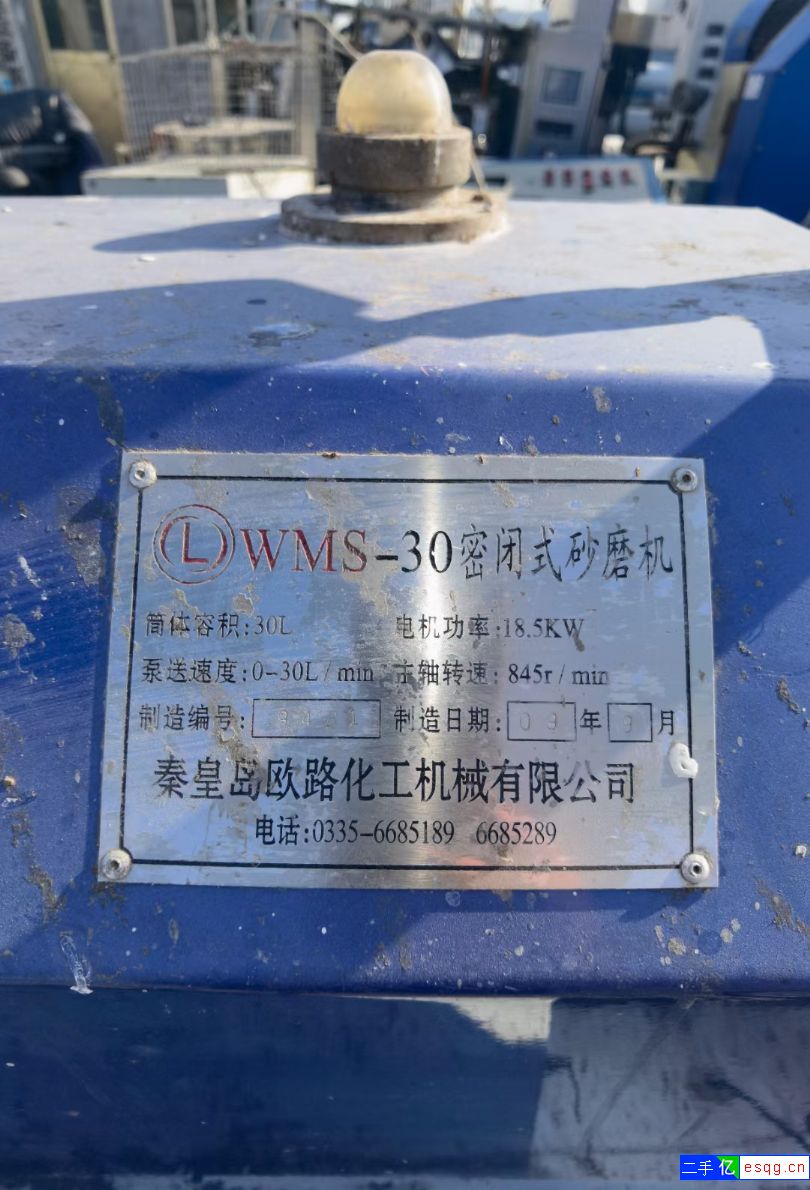 L WMS-30密闭式砂磨机
筒体容积:30L 电机功率:18.5KW
泵送速度:0-30L/min 主轴转速:845r/min
制造编号: 制造日期:09年9月
秦皇岛欧路化工机械有限公司
电话:0335-6685189 6685289
二手亿 esqg.cn